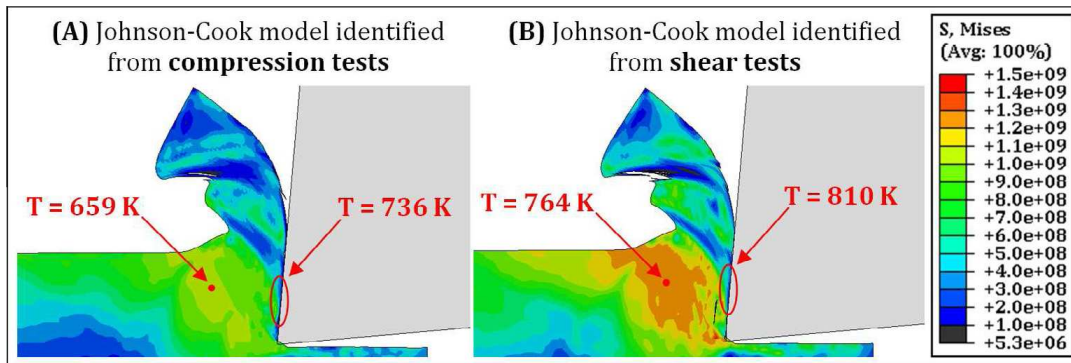 (A) Johnson-Cook model identified
from compression tests
T = 659 K
T = 736 K
(B) Johnson-Cook model identified
from shear tests
T = 764 K
T = 810 K
S, Mises
(Avg: 100%)
+1.5e+09
+1.4e+09
+1.3e+09
+1.2e+09
+1.1e+09
+1.0e+09
+9.0e+08
+8.0e+08
+7.0e+08
+6.0e+08
+5.0e+08
+4.0e+08
+3.0e+08
+2.0e+08
+1.0e+08
+5.3e+06